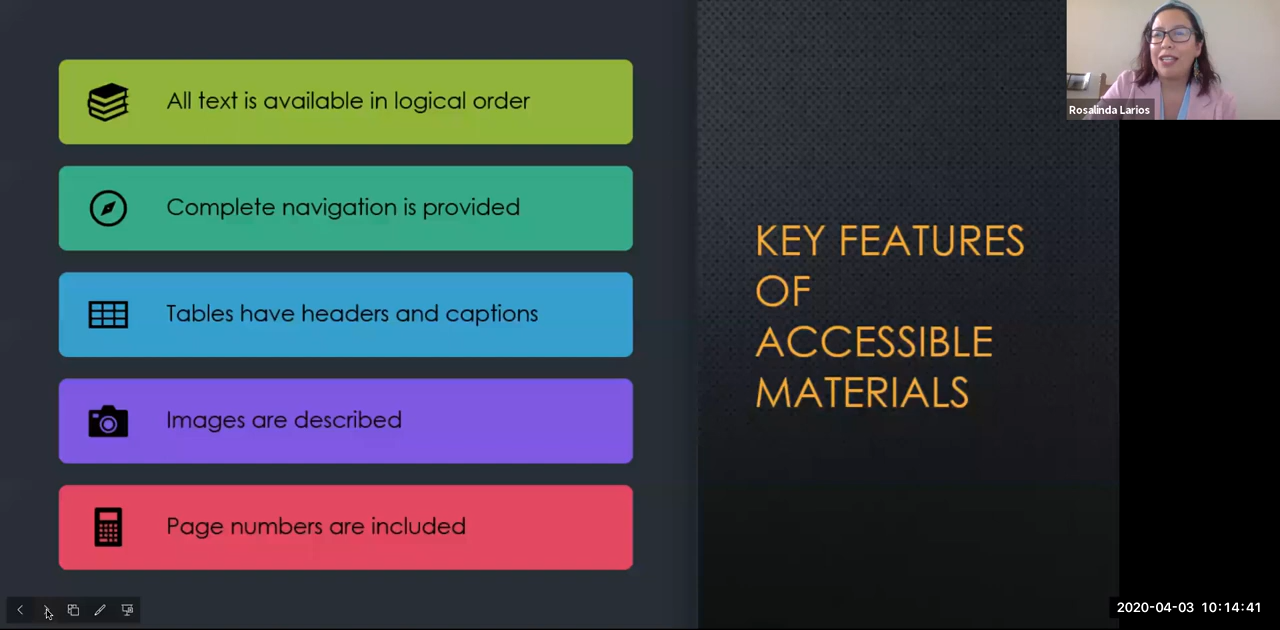 All text is available in logical order
Complete navigation is provided
Tables have headers and captions
Images are described
Page numbers are included
KEY FEATURES
OF
ACCESSIBLE
MATERIALS
Rosalinda Larios
2020-04-03 10:14:41